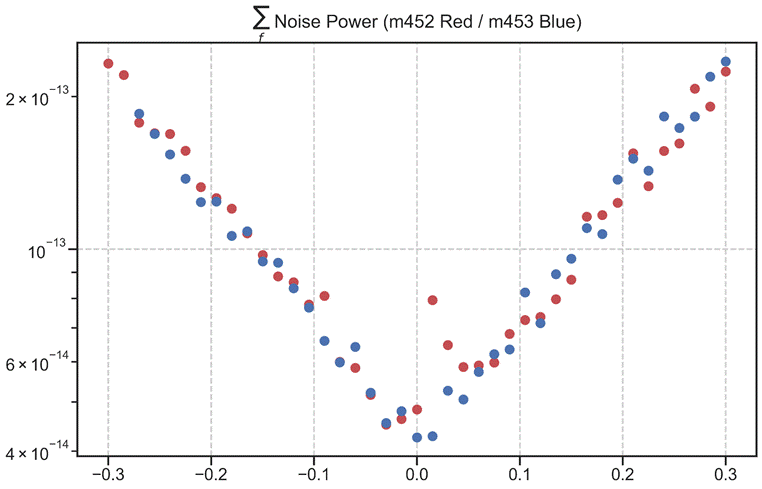 ∑f Noise Power (m452 Red / m453 Blue)
2 × 10⁻¹³
10⁻¹³
6 × 10⁻¹⁴
4 × 10⁻¹⁴
−0.3 −0.2 −0.1 0.0 0.1 0.2 0.3